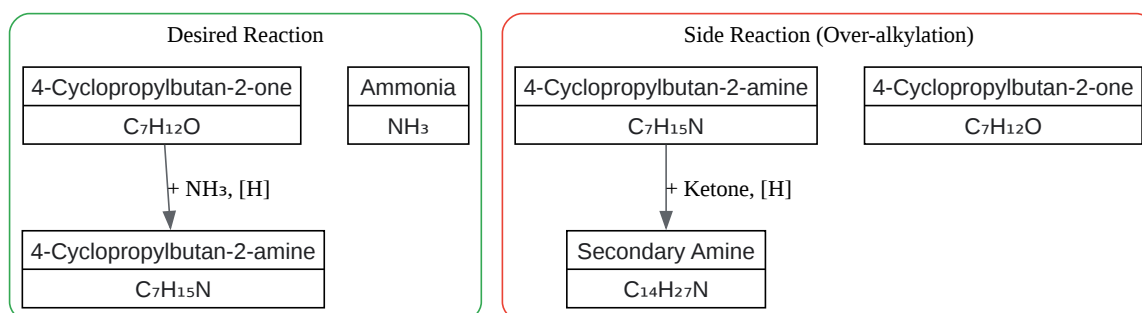 Desired Reaction
4-Cyclopropylbutan-2-one
C₇H₁₂O
Ammonia
NH₃
+ NH₃, [H]
4-Cyclopropylbutan-2-amine
C₇H₁₅N
Side Reaction (Over-alkylation)
4-Cyclopropylbutan-2-amine
C₇H₁₅N
4-Cyclopropylbutan-2-one
C₇H₁₂O
+ Ketone, [H]
Secondary Amine
C₁₄H₂₇N